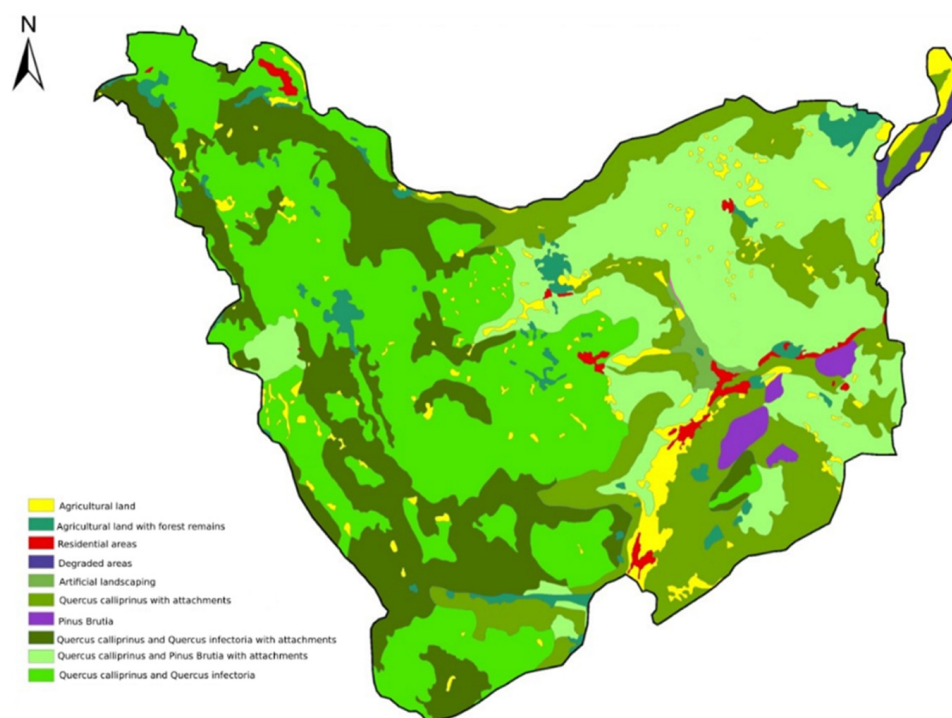 N
Agricultural land
Agricultural land with forest remains
Residential areas
Degraded areas
Artificial landscaping
Quercus calliprinus with attachments
Pinus Brutia
Quercus calliprinus and Quercus infectoria with attachments
Quercus calliprinus and Pinus Brutia with attachments
Quercus calliprinus and Quercus infectoria